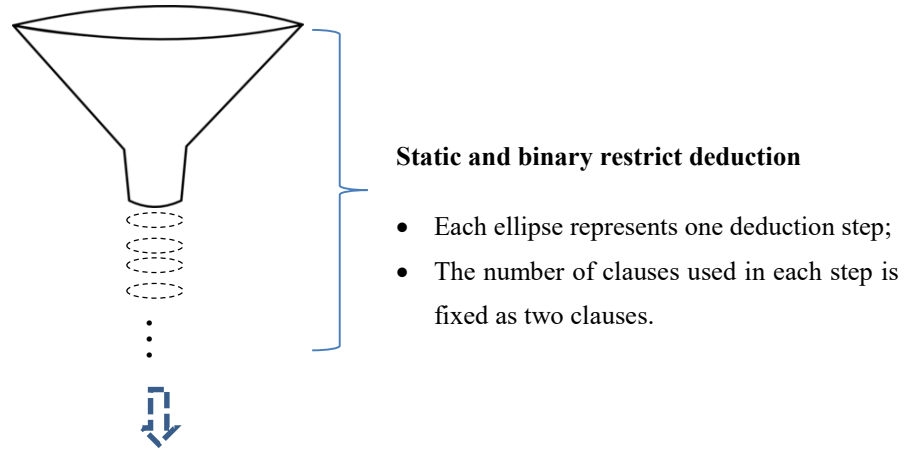 Static and binary restrict deduction
• Each ellipse represents one deduction step;
• The number of clauses used in each step is
fixed as two clauses.